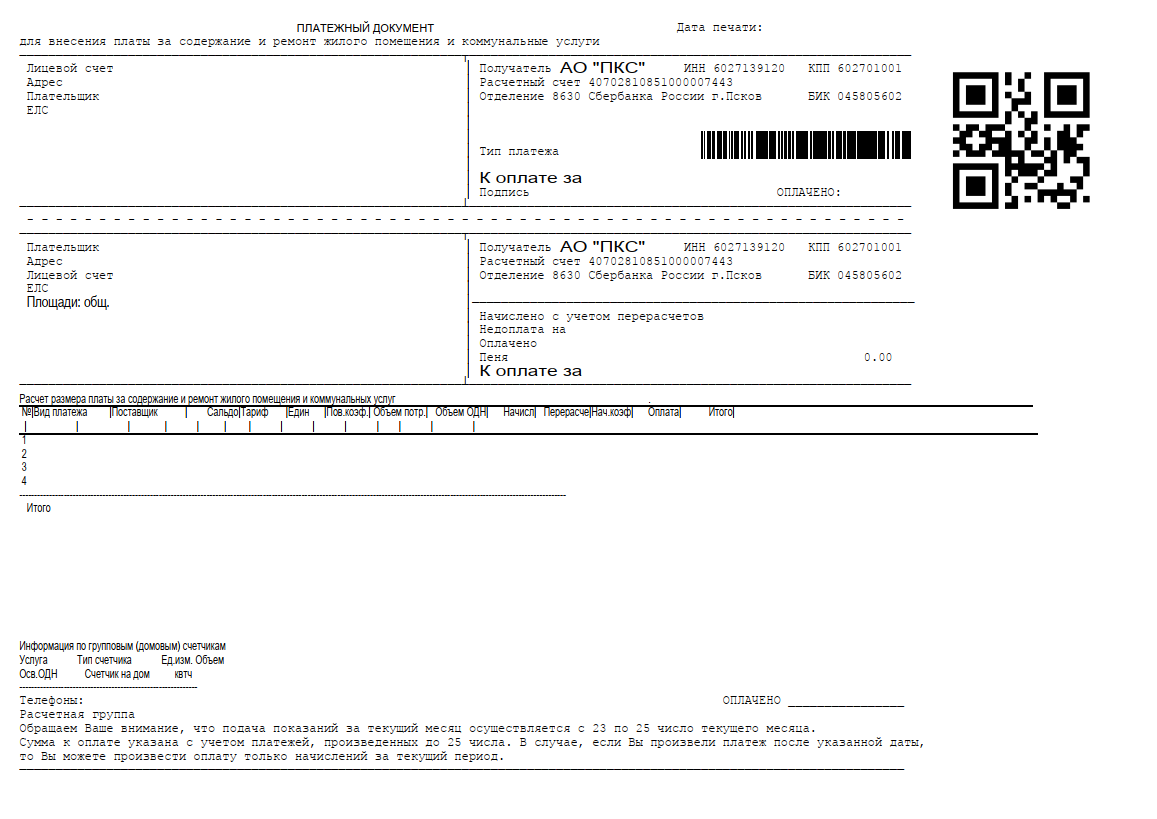 ПЛАТЕЖНЫЙ ДОКУМЕНТ Дата печати:
для внесения платы за содержание и ремонт жилого помещения и коммунальные услуги
Лицевой счет
Адрес
Плательщик
ЕЛС
Получатель АО "ПКС" ИНН 6027139120 КПП 602701001
Расчетный счет 40702810851000007443
Отделение 8630 Сбербанка России г.Псков БИК 045805602
Тип платежа
К оплате за
Подпись ОПЛАЧЕНО:
Плательщик
Адрес
Лицевой счет
ЕЛС
Площади: общ.
Получатель АО "ПКС" ИНН 6027139120 КПП 602701001
Расчетный счет 40702810851000007443
Отделение 8630 Сбербанка России г.Псков БИК 045805602
Начислено с учетом перерасчетов
Недоплата на
Оплачено
Пеня 0.00
К оплате за
Расчет размера платы за содержание и ремонт жилого помещения и коммунальных услуг .
№|Вид платежа |Поставщик | Сальдо|Тариф |Един |Пов.коэф.| Объем потр.| Объем ОДН| Начисл| Перерасче|Нач.коэф| Оплата| Итого|
1
2
3
4
Итого
Информация по групповым (домовым) счетчикам
Услуга Тип счетчика Ед.изм. Объем
Осв.ОДН Счетчик на дом квтч
Телефоны: ОПЛАЧЕНО ________________
Расчетная группа
Обращаем Ваше внимание, что подача показаний за текущий месяц осуществляется с 23 по 25 число текущего месяца.
Сумма к оплате указана с учетом платежей, произведенных до 25 числа. В случае, если Вы произвели платеж после указанной даты,
то Вы можете произвести оплату только начислений за текущий период.